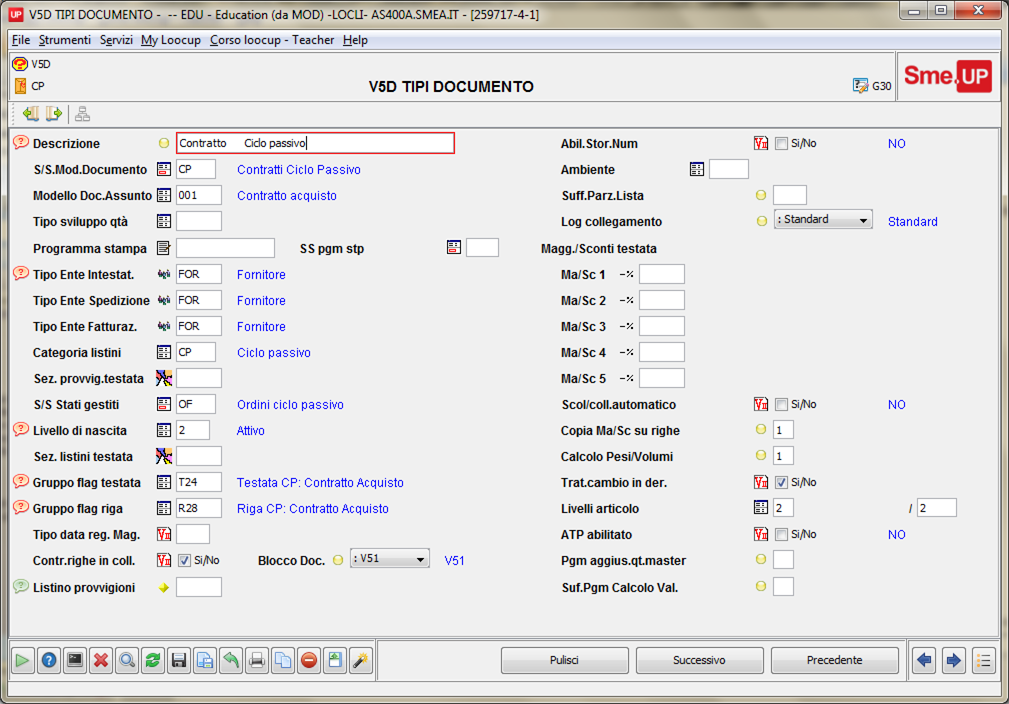 UP V5D TIPI DOCUMENTO - -- EDU - Education (da MOD) -LOCLI- AS400A.SMEA.IT - [259717-4-1]
File Strumenti Servizi My Loocup Corso loocup - Teacher Help
V5D
CP V5D TIPI DOCUMENTO G30 Sme.UP
Descrizione Contratto Ciclo passivo Abil.Stor.Num Si/No NO
S/S.Mod.Documento CP Contratti Ciclo Passivo Ambiente
Modello Doc.Assunto 001 Contratto acquisto Suff.Parz.Lista
Tipo sviluppo qtà Log collegamento : Standard Standard
Programma stampa SS pgm stp Magg./Sconti testata
Tipo Ente Intestat. FOR Fornitore Ma/Sc 1 -%
Tipo Ente Spedizione FOR Fornitore Ma/Sc 2 -%
Tipo Ente Fatturaz. FOR Fornitore Ma/Sc 3 -%
Categoria listini CP Ciclo passivo Ma/Sc 4 -%
Sez. provvig.testata Ma/Sc 5 -%
S/S Stati gestiti OF Ordini ciclo passivo Scol/coll.automatico Si/No NO
Livello di nascita 2 Attivo Copia Ma/Sc su righe 1
Sez. listini testata Calcolo Pesi/Volumi 1
Gruppo flag testata T24 Testata CP: Contratto Acquisto Trat.cambio in der. Si/No
Gruppo flag riga R28 Riga CP: Contratto Acquisto Livelli articolo 2 / 2
Tipo data reg. Mag. ATP abilitato Si/No NO
Contr.righe in coll. Si/No Blocco Doc. : V51 V51 Pgm aggius.qt.master
Listino provvigioni Suf.Pgm Calcolo Val.
Pulisci Successivo Precedente